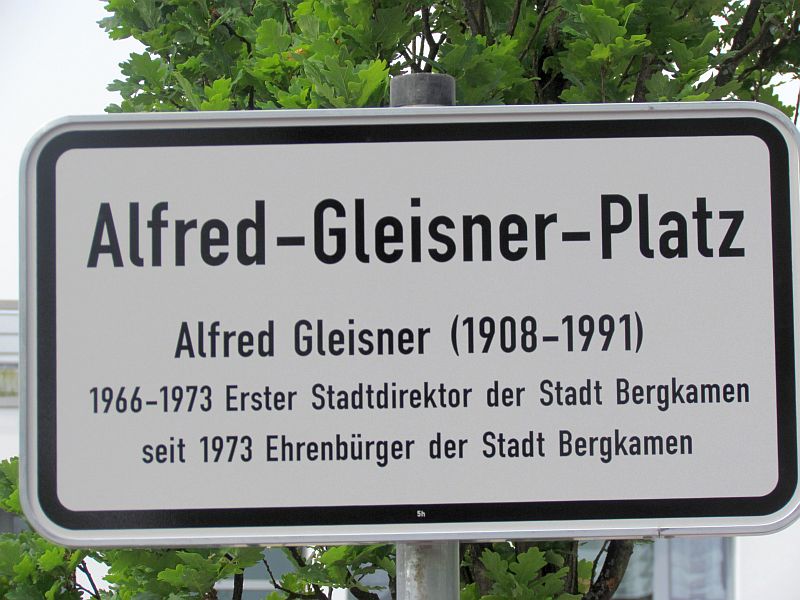 Alfred-Gleisner-Platz
Alfred Gleisner (1908-1991)
1966-1973 Erster Stadtdirektor der Stadt Bergkamen
seit 1973 Ehrenbürger der Stadt Bergkamen
5h